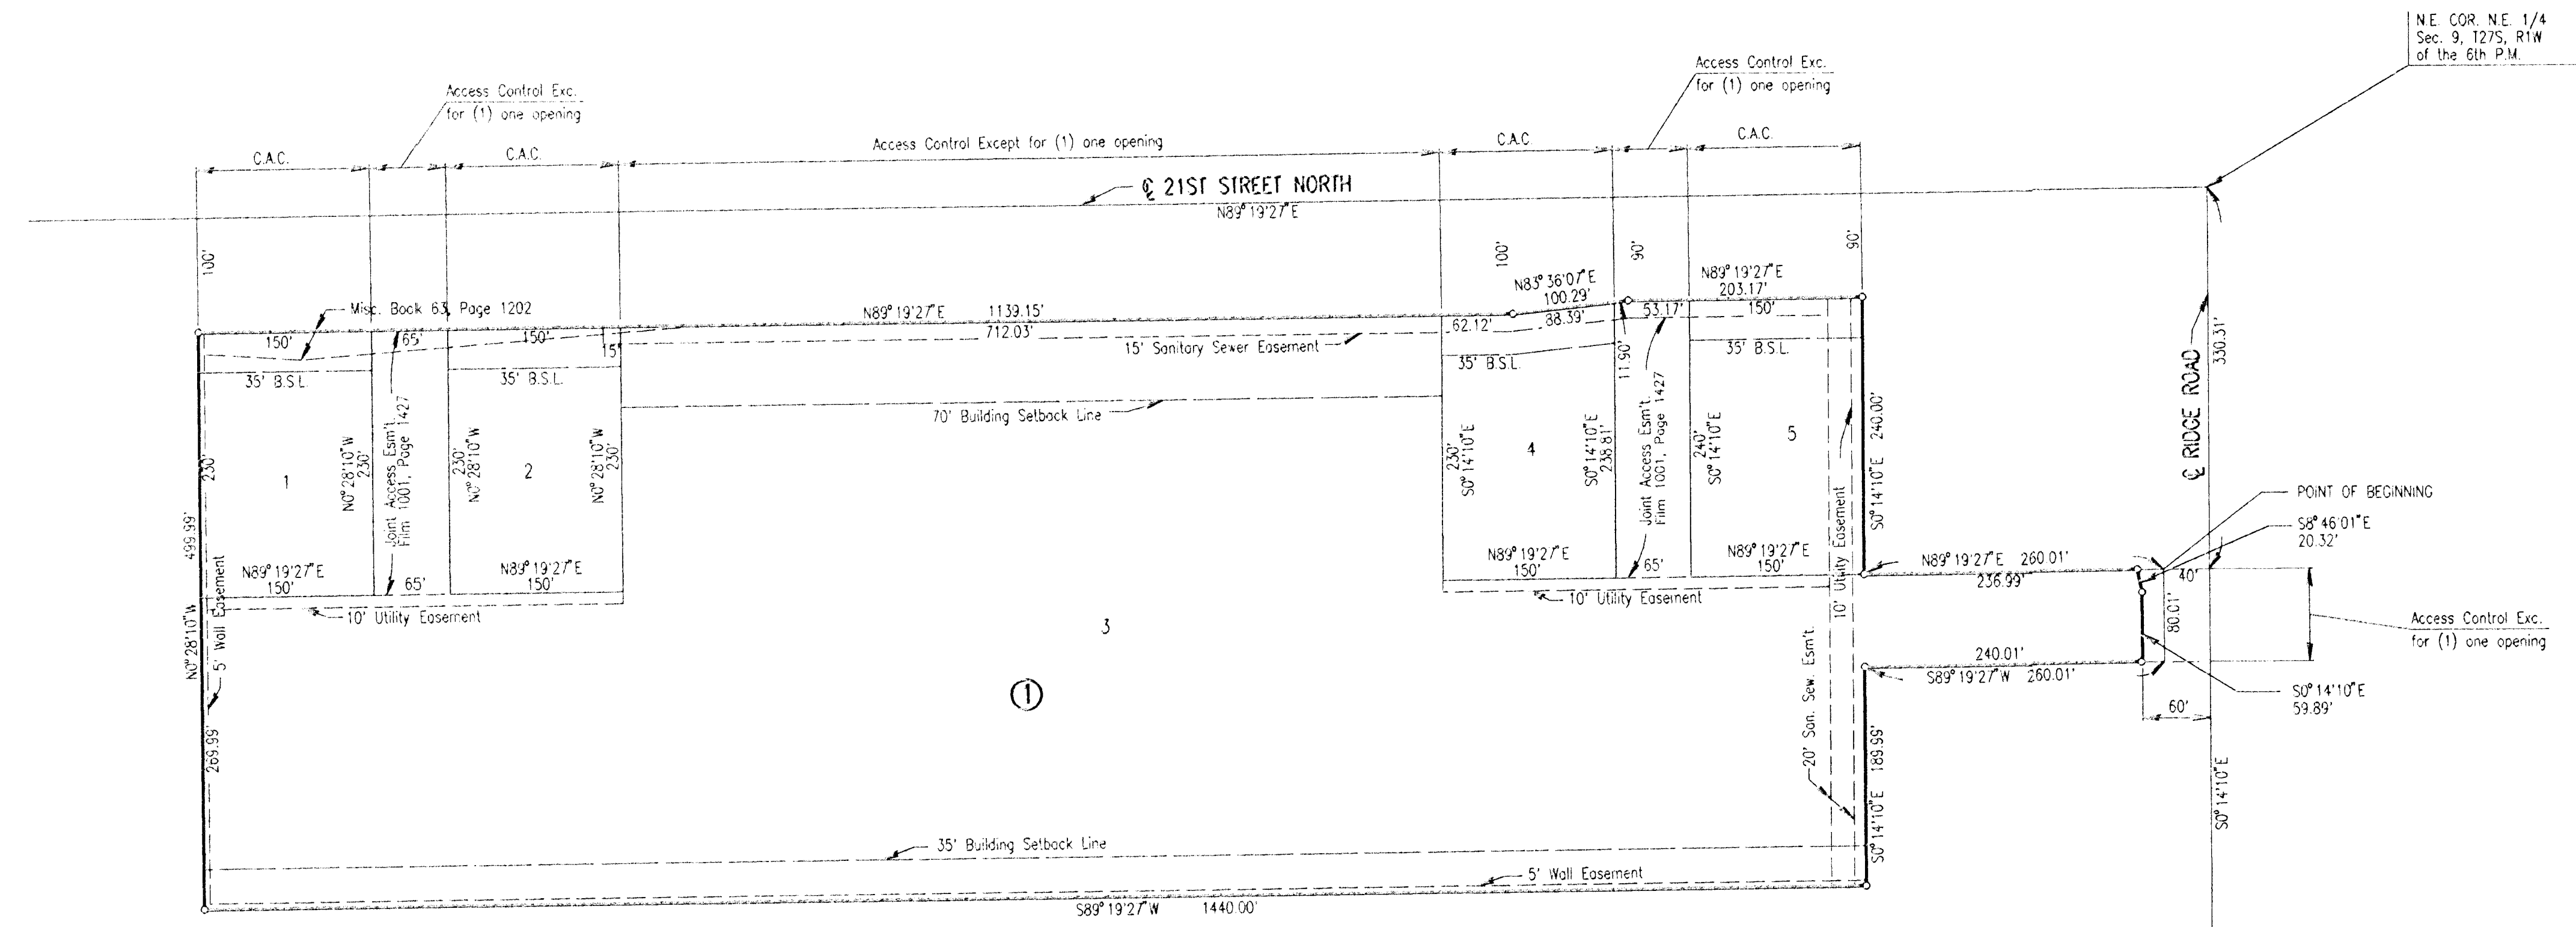 N.E. COR. N.E. 1/4
Sec. 9, T27S, R1W
of the 6th P.M.
Access Control Exc.
for (1) one opening
Access Control Exc.
for (1) one opening
C.A.C.
C.A.C.
Access Control Except for (1) one opening
C.A.C.
C.A.C.
℄ 21ST STREET NORTH
N89°19'27"E
100'
100'
90'
90'
N83°36'07"E
100.29'
N89°19'27"E
203.17'
Misc. Book 63, Page 1202
N89°19'27"E 1139.15'
712.03'
62.12'
88.39'
53.17'
150'
150'
65'
150'
15'
15' Sanitary Sewer Easement
11.90'
35' B.S.L.
35' B.S.L.
35' B.S.L.
35' B.S.L.
70' Building Setback Line
℄ RIDGE ROAD
330.31'
230'
1
N0°28'10"W
230'
Joint Access Esm't.
Film 1001, Page 1427
230'
N0°28'10"W
2
N0°28'10"W
230'
230'
S0°14'10"E
4
S0°14'10"E
238.81'
Joint Access Esm't.
Film 1001, Page 1427
240'
S0°14'10"E
5
10' Utility Easement
S0°14'10"E 240.00'
N89°19'27"E
150'
65'
N89°19'27"E
150'
N89°19'27"E
150'
65'
N89°19'27"E
150'
10' Utility Easement
10' Utility Easement
POINT OF BEGINNING
S8°46'01"E
20.32'
N89°19'27"E 260.01'
236.99'
40'
80.01'
Access Control Exc.
for (1) one opening
240.01'
S89°19'27"W 260.01'
S0°14'10"E
59.89'
60'
N0°28'10"W 499.99'
5' Wall Easement
269.99'
3
1
20' San. Sew. Esm't.
S0°14'10"E 189.99'
S0°14'10"E
35' Building Setback Line
5' Wall Easement
S89°19'27"W 1440.00'